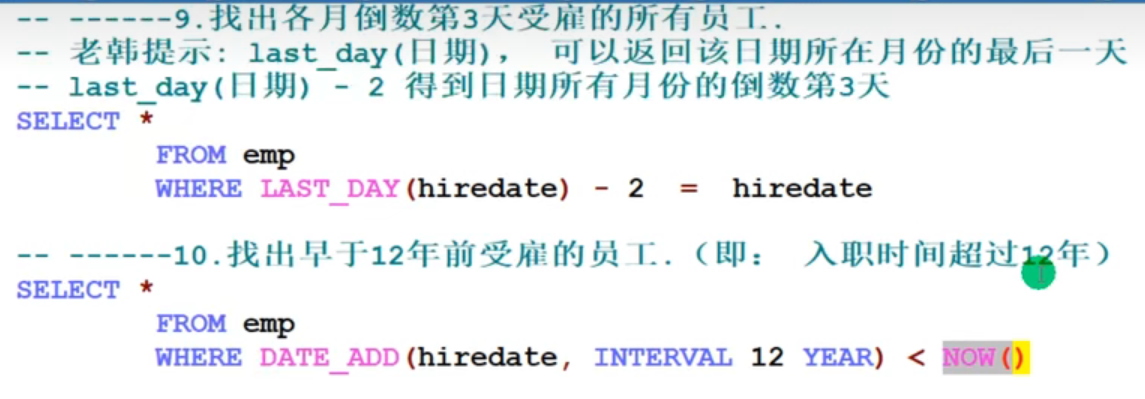 -- ------9.找出各月倒数第3天受雇的所有员工.
-- 老韩提示: last_day(日期)， 可以返回该日期所在月份的最后一天
-- last_day(日期) - 2 得到日期所有月份的倒数第3天
SELECT *
FROM emp
WHERE LAST_DAY(hiredate) - 2 = hiredate
-- ------10.找出早于12年前受雇的员工.（即： 入职时间超过12年）
SELECT *
FROM emp
WHERE DATE_ADD(hiredate, INTERVAL 12 YEAR) < NOW()